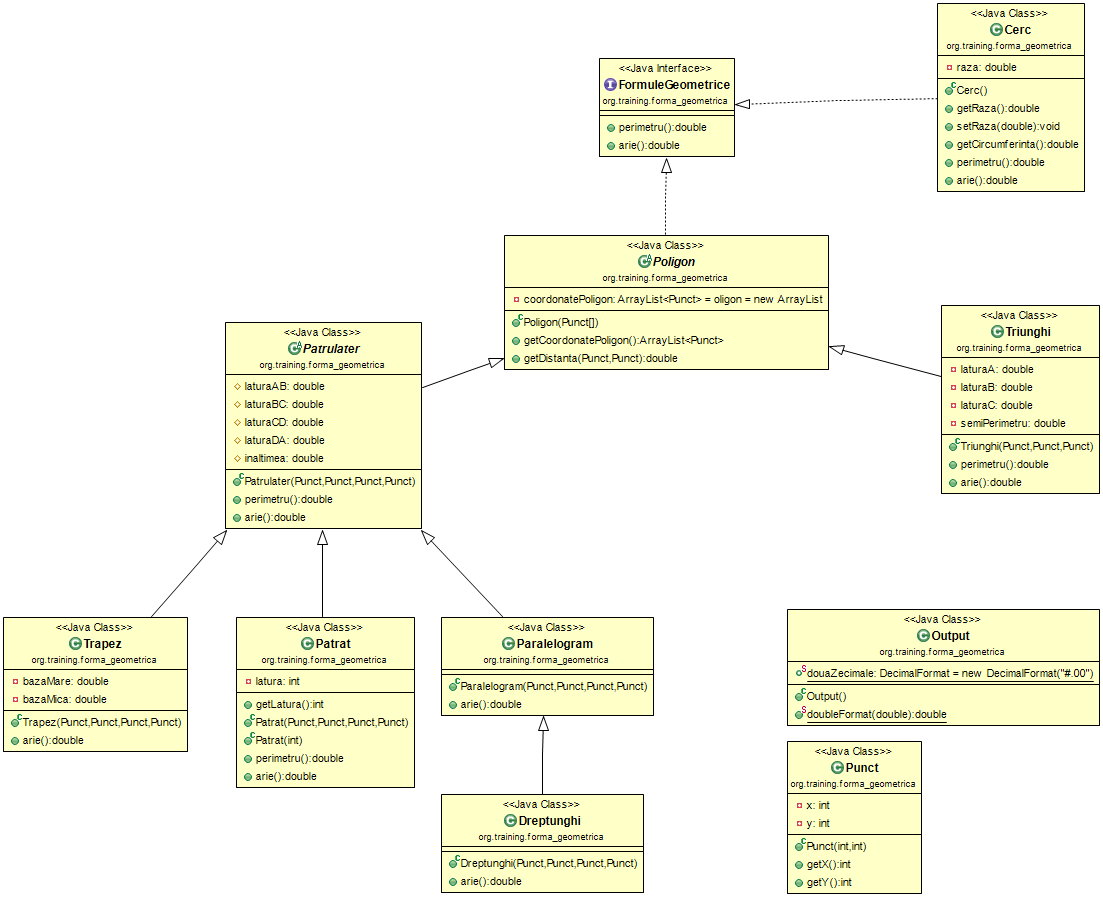 <<Java Class>>
Cerc
org.training.forma_geometrica
raza: double
Cerc()
getRaza():double
setRaza(double):void
getCircumferinta():double
perimetru():double
arie():double
<<Java Interface>>
FormuleGeometrice
org.training.forma_geometrica
perimetru():double
arie():double
<<Java Class>>
Poligon
org.training.forma_geometrica
coordonatePoligon: ArrayList<Punct> = oligon = new ArrayList
Poligon(Punct[])
getCoordonatePoligon():ArrayList<Punct>
getDistanta(Punct,Punct):double
<<Java Class>>
Triunghi
org.training.forma_geometrica
laturaA: double
laturaB: double
laturaC: double
semiPerimetru: double
Triunghi(Punct,Punct,Punct)
perimetru():double
arie():double
<<Java Class>>
Patrulater
org.training.forma_geometrica
laturaAB: double
laturaBC: double
laturaCD: double
laturaDA: double
inaltimea: double
Patrulater(Punct,Punct,Punct,Punct)
perimetru():double
arie():double
<<Java Class>>
Trapez
org.training.forma_geometrica
bazaMare: double
bazaMica: double
Trapez(Punct,Punct,Punct,Punct)
arie():double
<<Java Class>>
Patrat
org.training.forma_geometrica
latura: int
getLatura():int
Patrat(Punct,Punct,Punct,Punct)
Patrat(int)
perimetru():double
arie():double
<<Java Class>>
Paralelogram
org.training.forma_geometrica
Paralelogram(Punct,Punct,Punct,Punct)
arie():double
<<Java Class>>
Dreptunghi
org.training.forma_geometrica
Dreptunghi(Punct,Punct,Punct,Punct)
arie():double
<<Java Class>>
Output
org.training.forma_geometrica
douaZecimale: DecimalFormat = new DecimalFormat("#.00")
Output()
doubleFormat(double):double
<<Java Class>>
Punct
org.training.forma_geometrica
x: int
y: int
Punct(int,int)
getX():int
getY():int